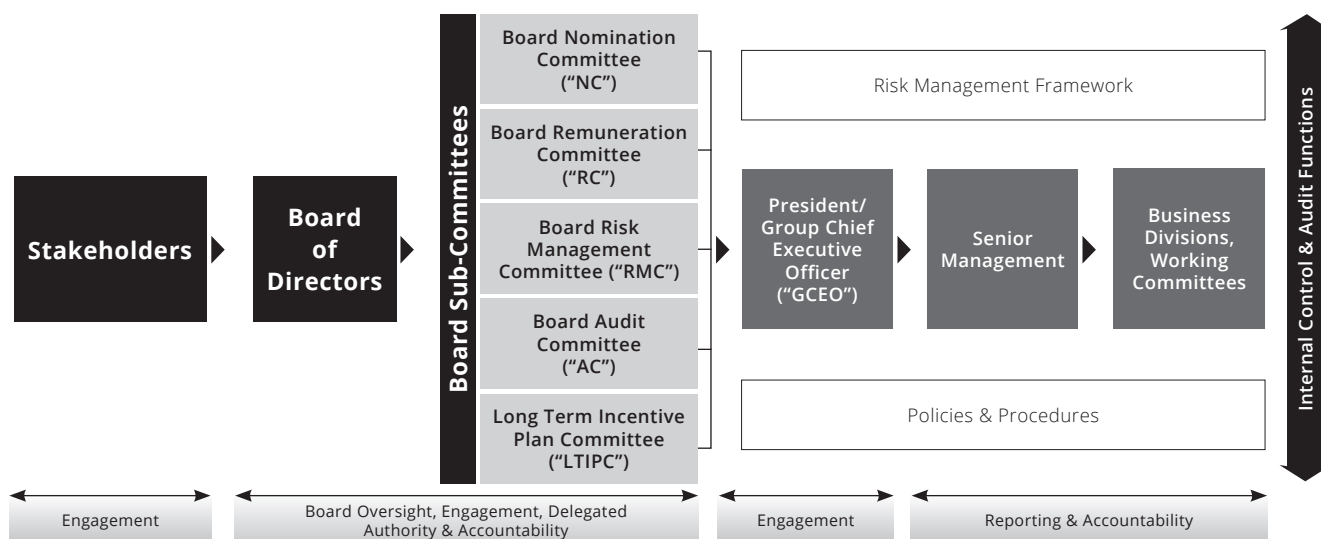 Stakeholders
Board
of
Directors
Board Sub-Committees
Board Nomination
Committee
(“NC”)
Board Remuneration
Committee
(“RC”)
Board Risk
Management
Committee (“RMC”)
Board Audit
Committee
(“AC”)
Long Term Incentive
Plan Committee
(“LTIPC”)
Risk Management Framework
President/
Group Chief
Executive
Officer
(“GCEO”)
Senior
Management
Business
Divisions,
Working
Committees
Policies & Procedures
Internal Control & Audit Functions
Engagement
Board Oversight, Engagement, Delegated
Authority & Accountability
Engagement
Reporting & Accountability